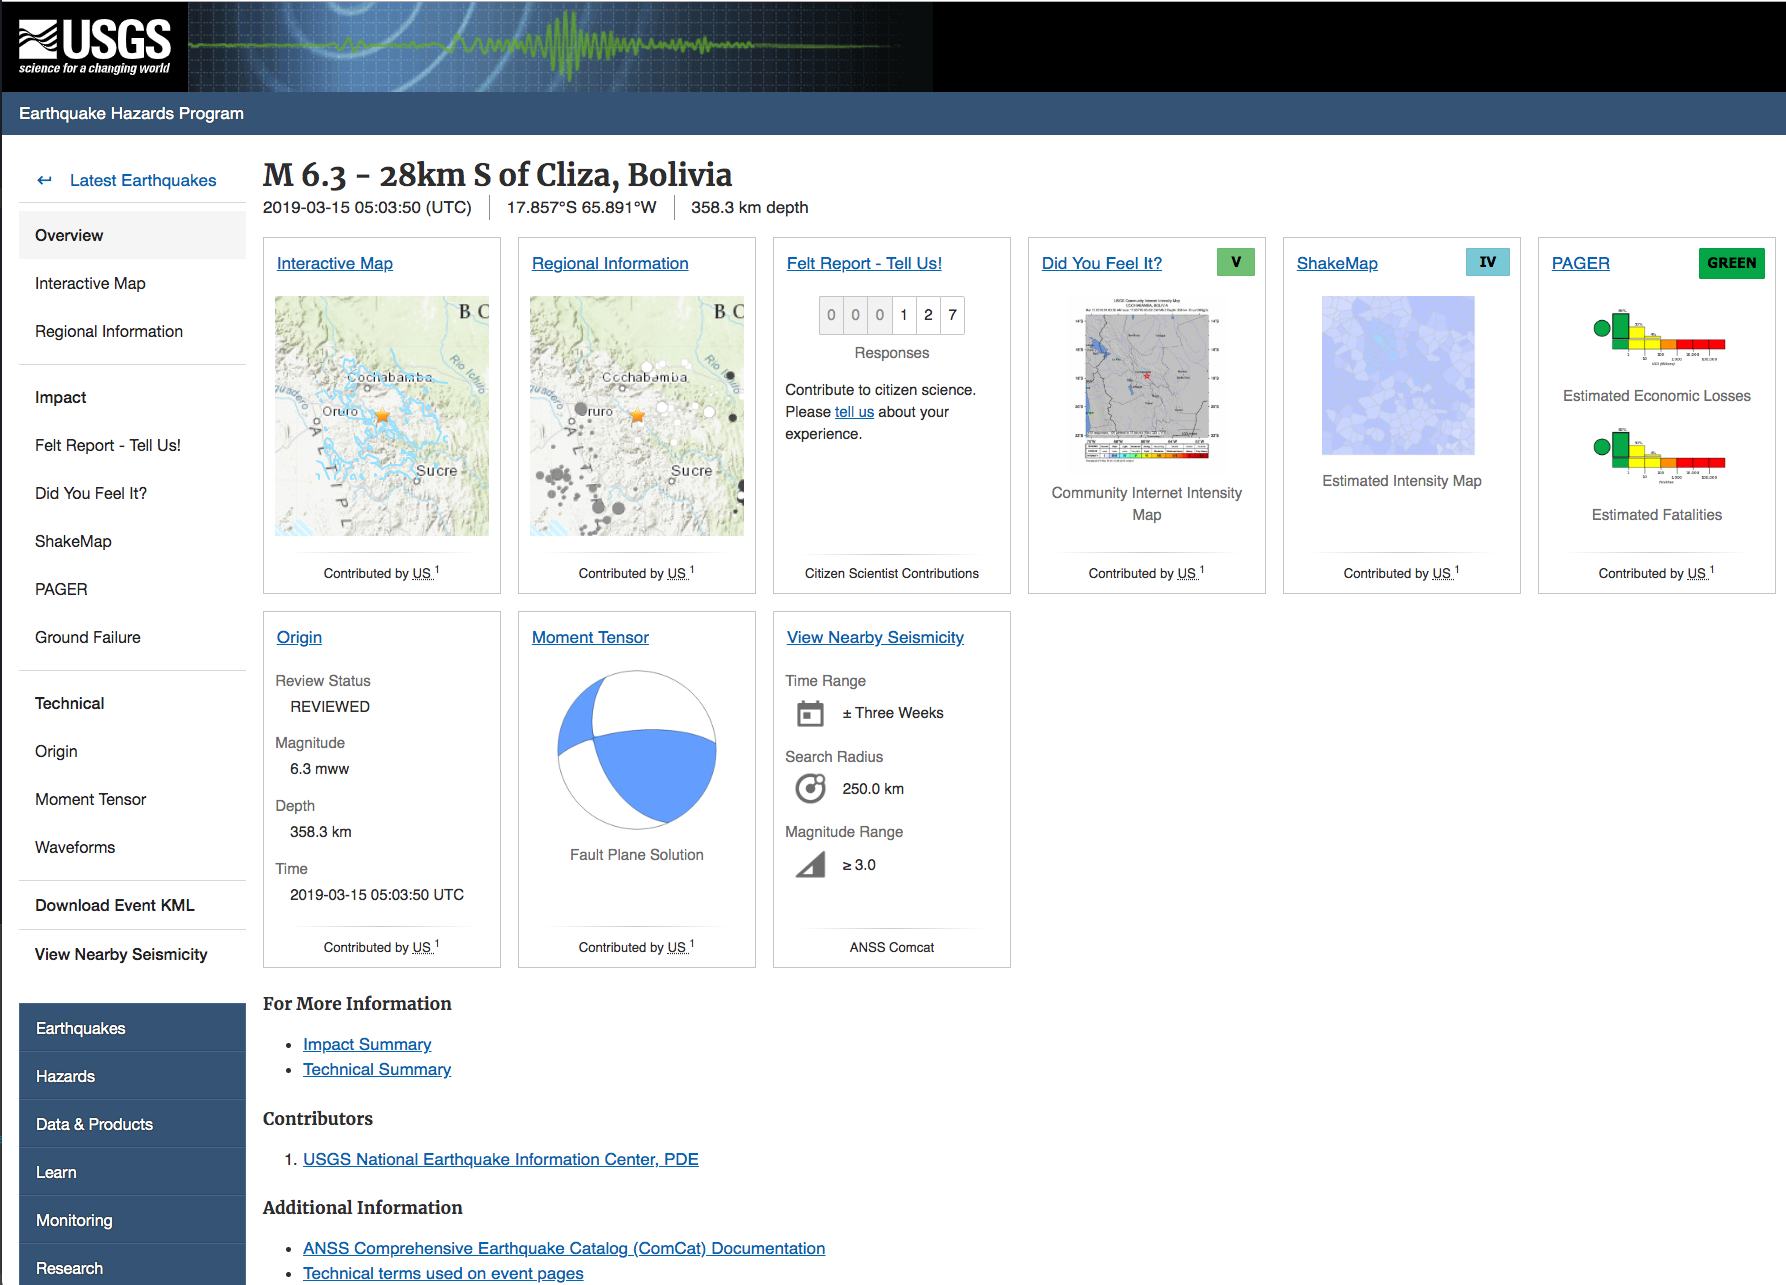 USGS
science for a changing world
Earthquake Hazards Program
Latest Earthquakes
Overview
Interactive Map
Regional Information
Impact
Felt Report - Tell Us!
Did You Feel It?
ShakeMap
PAGER
Ground Failure
Technical
Origin
Moment Tensor
Waveforms
Download Event KML
View Nearby Seismicity
Earthquakes
Hazards
Data & Products
Learn
Monitoring
Research
M 6.3 - 28km S of Cliza, Bolivia
2019-03-15 05:03:50 (UTC) 17.857°S 65.891°W 358.3 km depth
Interactive Map
B O
Río Ichilo
Cochabamba
Oruro
Sucre
A L T I P L
Contributed by US 1
Regional Information
B O
Río Ichilo
Cochabamba
Oruro
Sucre
A L T I P L
Contributed by US 1
Felt Report - Tell Us!
0 0 0 1 2 7
Responses
Contribute to citizen science.
Please tell us about your
experience.
Citizen Scientist Contributions
Did You Feel It? V
USGS Community Internet Intensity Map
COCHABAMBA, BOLIVIA
Community Internet Intensity
Map
Contributed by US 1
ShakeMap IV
Estimated Intensity Map
Contributed by US 1
PAGER GREEN
Estimated Economic Losses
Estimated Fatalities
Contributed by US 1
Origin
Review Status
REVIEWED
Magnitude
6.3 mww
Depth
358.3 km
Time
2019-03-15 05:03:50 UTC
Contributed by US 1
Moment Tensor
Fault Plane Solution
Contributed by US 1
View Nearby Seismicity
Time Range
± Three Weeks
Search Radius
250.0 km
Magnitude Range
≥ 3.0
ANSS Comcat
For More Information
• Impact Summary
• Technical Summary
Contributors
1. USGS National Earthquake Information Center, PDE
Additional Information
• ANSS Comprehensive Earthquake Catalog (ComCat) Documentation
• Technical terms used on event pages